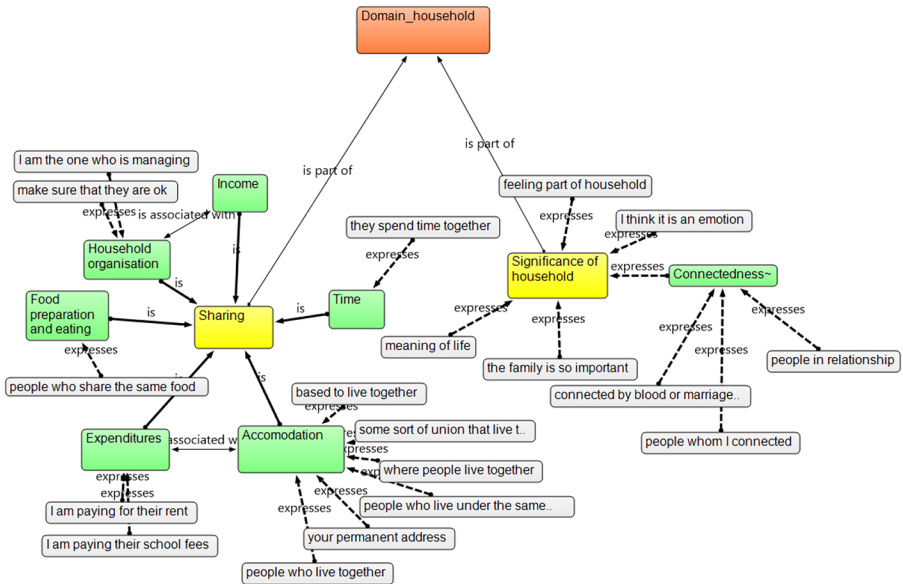 Domain_household
is part of
is part of
I am the one who is managing
make sure that they are ok
expresses
is associated with
Income
feeling part of household
expresses
I think it is an emotion
expresses
they spend time together
expresses
Household
organisation
is
is
Significance of
household
expresses
Connectedness~
Food
preparation
and eating
is
Sharing
is
Time
expresses
expresses
expresses
expresses
expresses
expresses
meaning of life
the family is so important
people in relationship
people who share the same food
is
is
connected by blood or marriage..
based to live together
expresses
some sort of union that live t..
people whom I connected
Expenditures
associated w
Accomodation
expresses
where people live together
expresses
expresses
people who live under the same..
expresses
expresses
I am paying for their rent
your permanent address
I am paying their school fees
people who live together